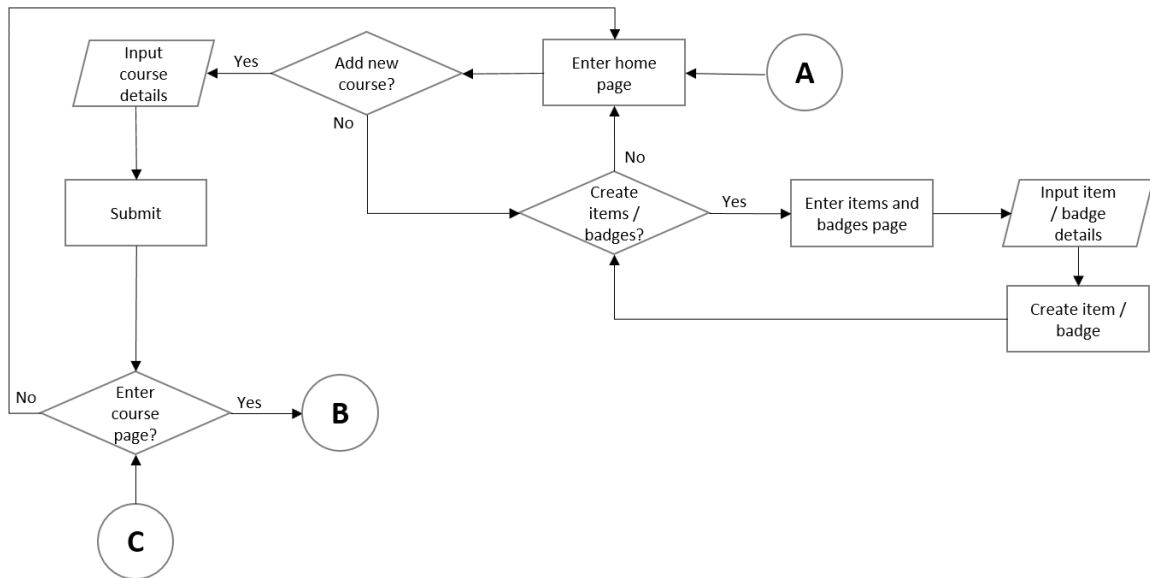 Input
course
details
Yes
Add new
course?
Enter home
page
A
No
No
Submit
Create
items /
badges?
Yes
Enter items and
badges page
Input item
/ badge
details
Create item /
badge
No
Enter
course
page?
Yes
B
C